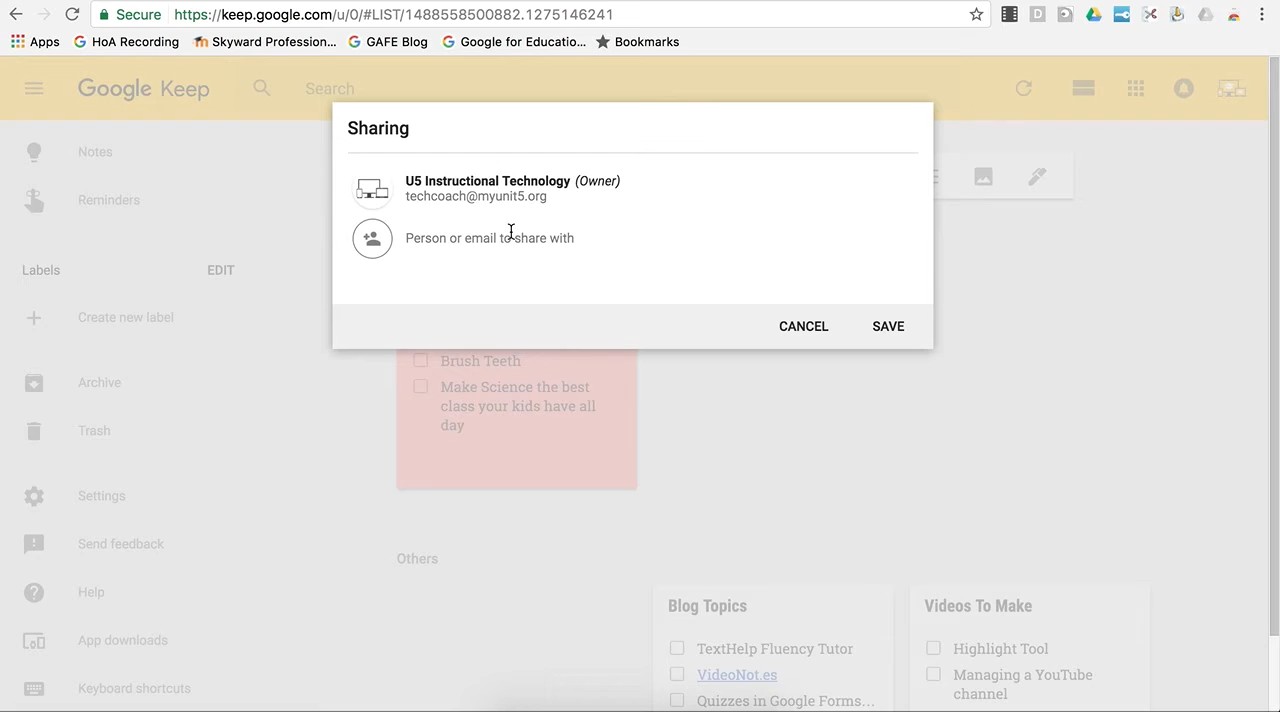 Secure https://keep.google.com/u/0/#LIST/1488558500882.1275146241
Apps HoA Recording Skyward Profession... GAFE Blog Google for Educatio... Bookmarks
Google Keep Search
Sharing
U5 Instructional Technology (Owner)
techcoach@myunit5.org
Person or email to share with
CANCEL SAVE
Notes
Reminders
Labels EDIT
Create new label
Archive
Trash
Settings
Send feedback
Help
App downloads
Keyboard shortcuts
Brush Teeth
Make Science the best
class your kids have all
day
Others
Blog Topics
TextHelp Fluency Tutor
VideoNot.es
Quizzes in Google Forms...
Videos To Make
Highlight Tool
Managing a YouTube
channel